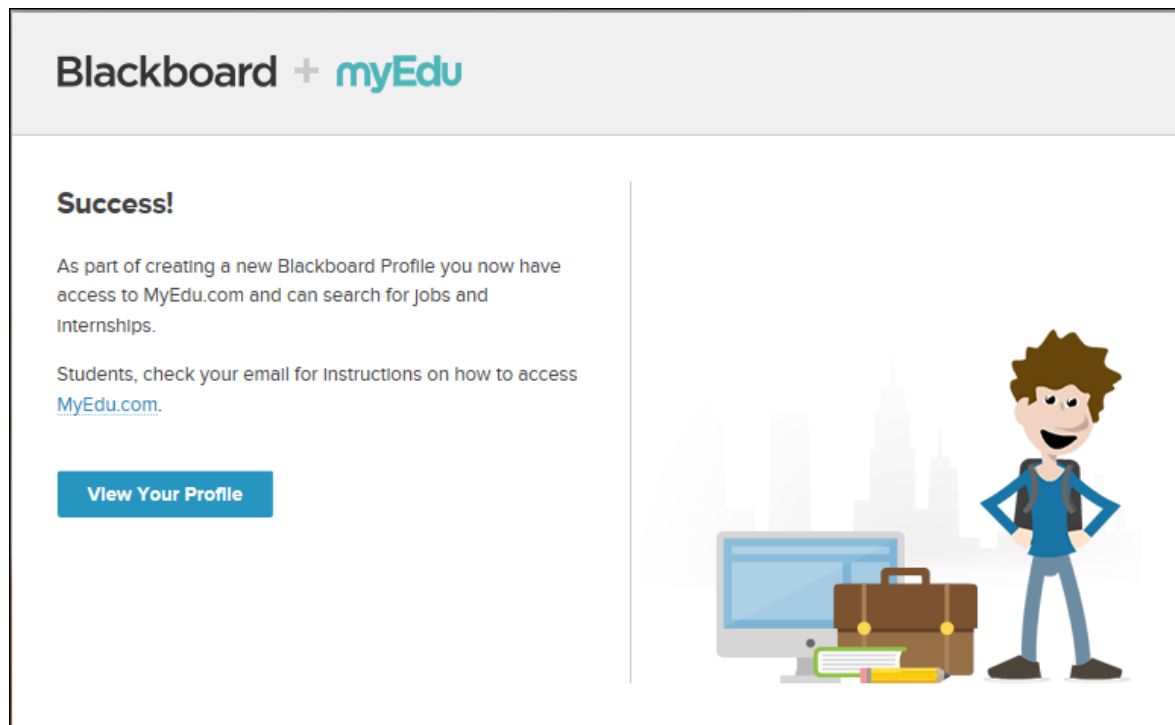 Blackboard + myEdu
Success!
As part of creating a new Blackboard Profile you now have
access to MyEdu.com and can search for jobs and
internships.
Students, check your email for instructions on how to access
MyEdu.com.
View Your Profile